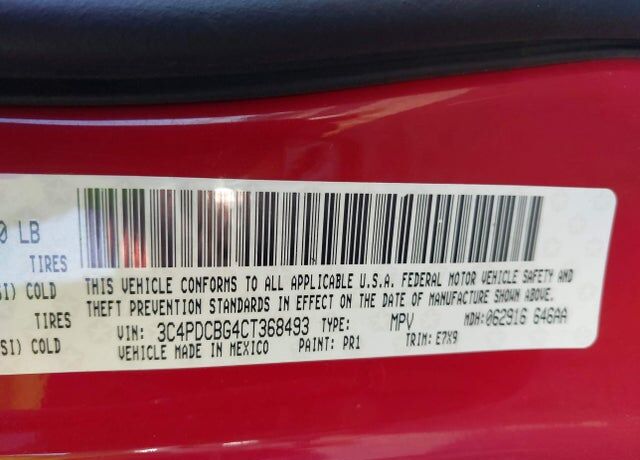 0 LB
TIRES
SI) COLD
TIRES
SI) COLD
THIS VEHICLE CONFORMS TO ALL APPLICABLE U.S.A. FEDERAL MOTOR VEHICLE SAFETY AND
THEFT PREVENTION STANDARDS IN EFFECT ON THE DATE OF MANUFACTURE SHOWN ABOVE.
VIN: 3C4PDCBG4CT368493 TYPE: MPV MDH:062916 646AA
VEHICLE MADE IN MEXICO PAINT: PR1 TRIM: E7X9